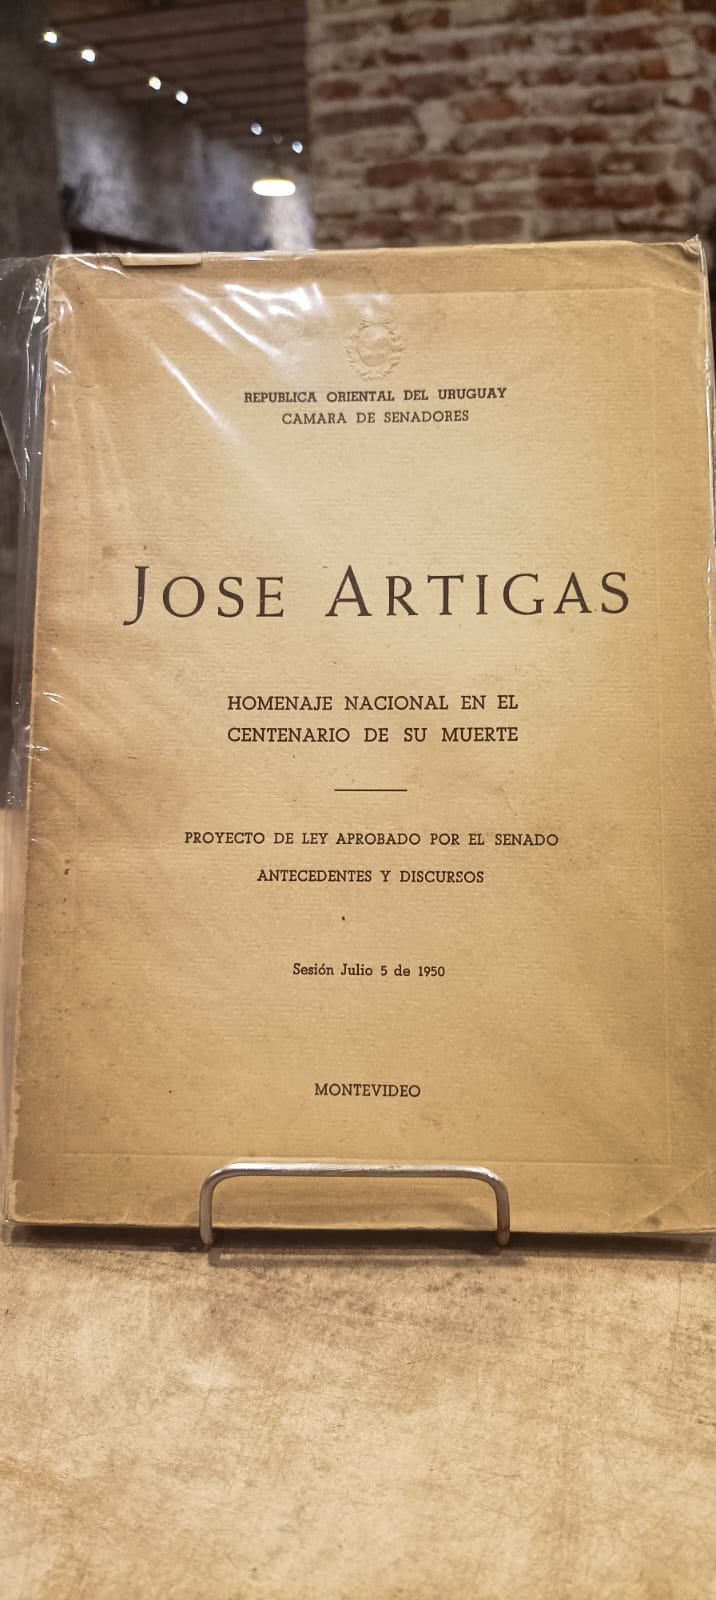 REPUBLICA ORIENTAL DEL URUGUAY
CAMARA DE SENADORES
JOSE ARTIGAS
HOMENAJE NACIONAL EN EL
CENTENARIO DE SU MUERTE
PROYECTO DE LEY APROBADO POR EL SENADO
ANTECEDENTES Y DISCURSOS
Sesión Julio 5 de 1950
MONTEVIDEO